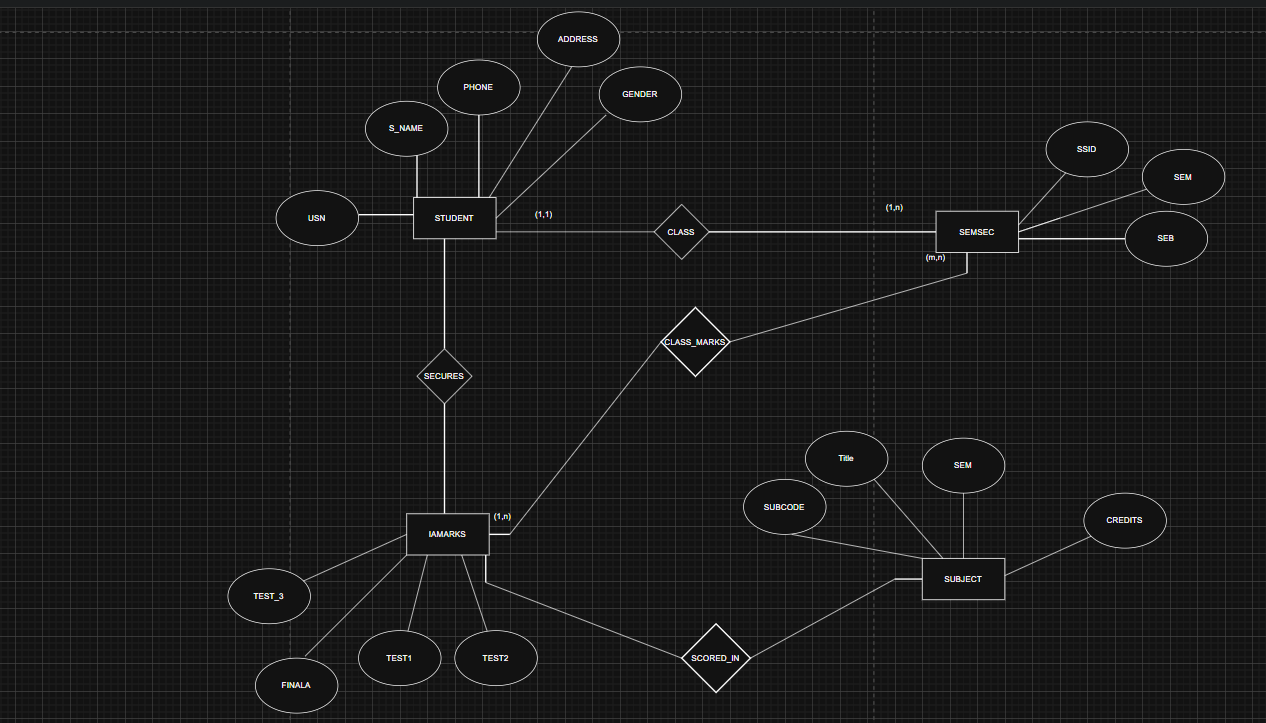 ADDRESS
PHONE
GENDER
S_NAME
SSID
SEM
USN
STUDENT
(1,1)
(1,n)
CLASS
SEMSEC
SEB
(m,n)
CLASS_MARKS
SECURES
Title
SEM
SUBCODE
CREDITS
(1,n)
IAMARKS
SUBJECT
TEST_3
TEST1
TEST2
SCORED_IN
FINALA